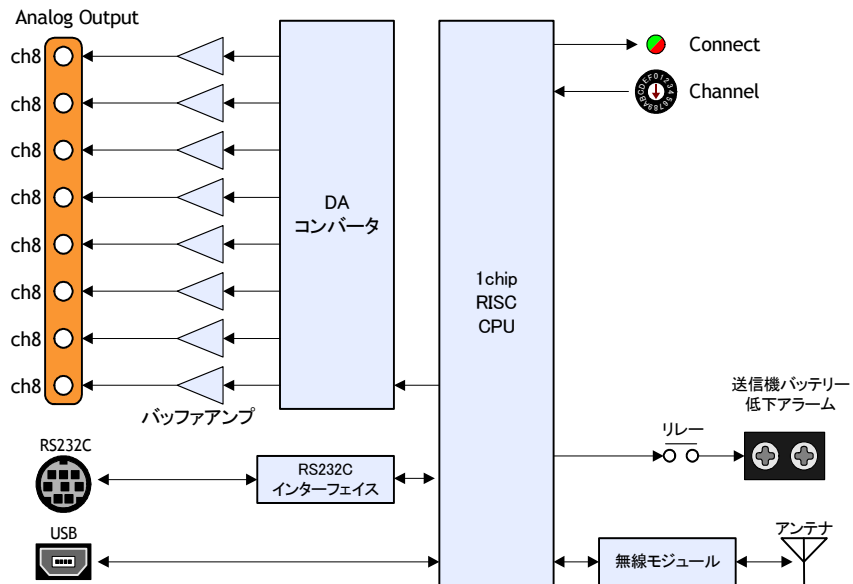 Analog Output
ch8
ch8
ch8
ch8
ch8
ch8
ch8
ch8
バッファアンプ
DA
コンバータ
1chip
RISC
CPU
Connect
Channel
送信機バッテリー
低下アラーム
リレー
RS232C
RS232C
インターフェイス
USB
無線モジュール
アンテナ